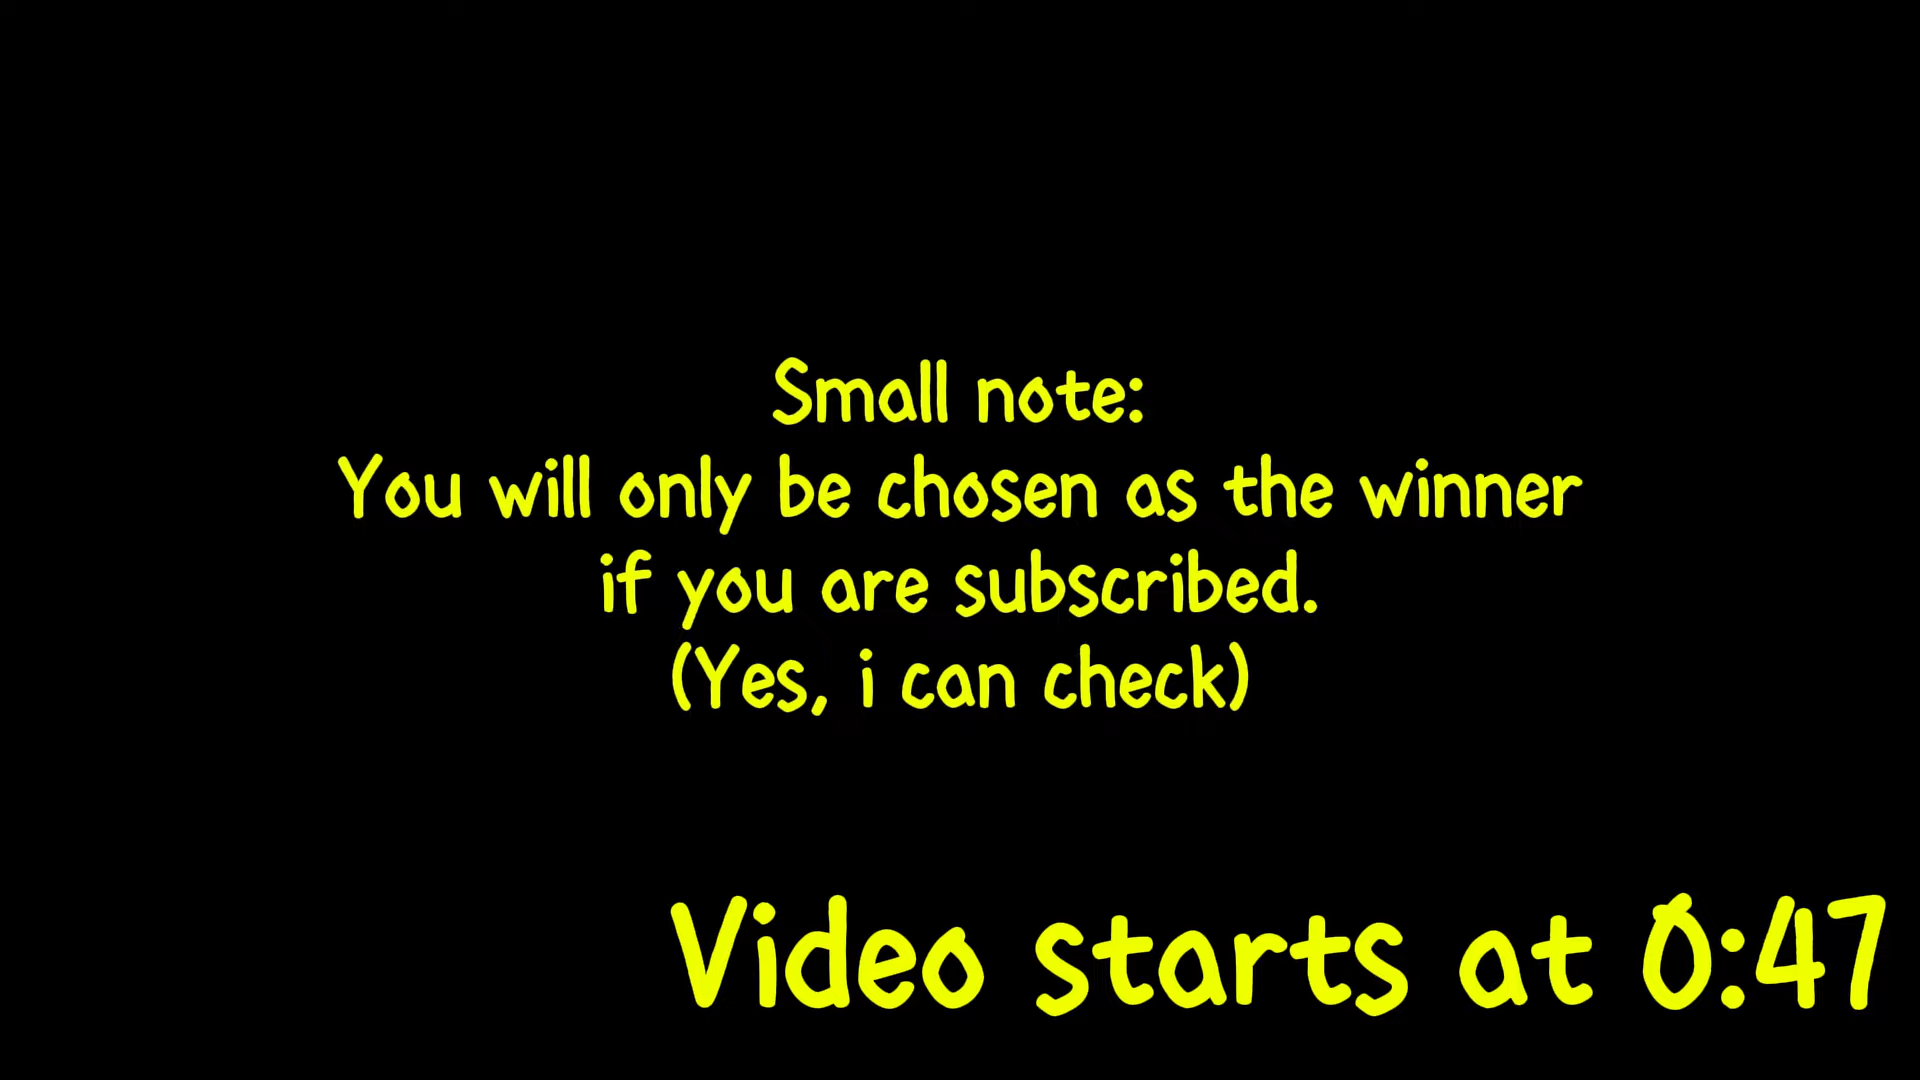 Small note:
You will only be chosen as the winner
if you are subscribed.
(Yes, i can check)
Video starts at 0:47